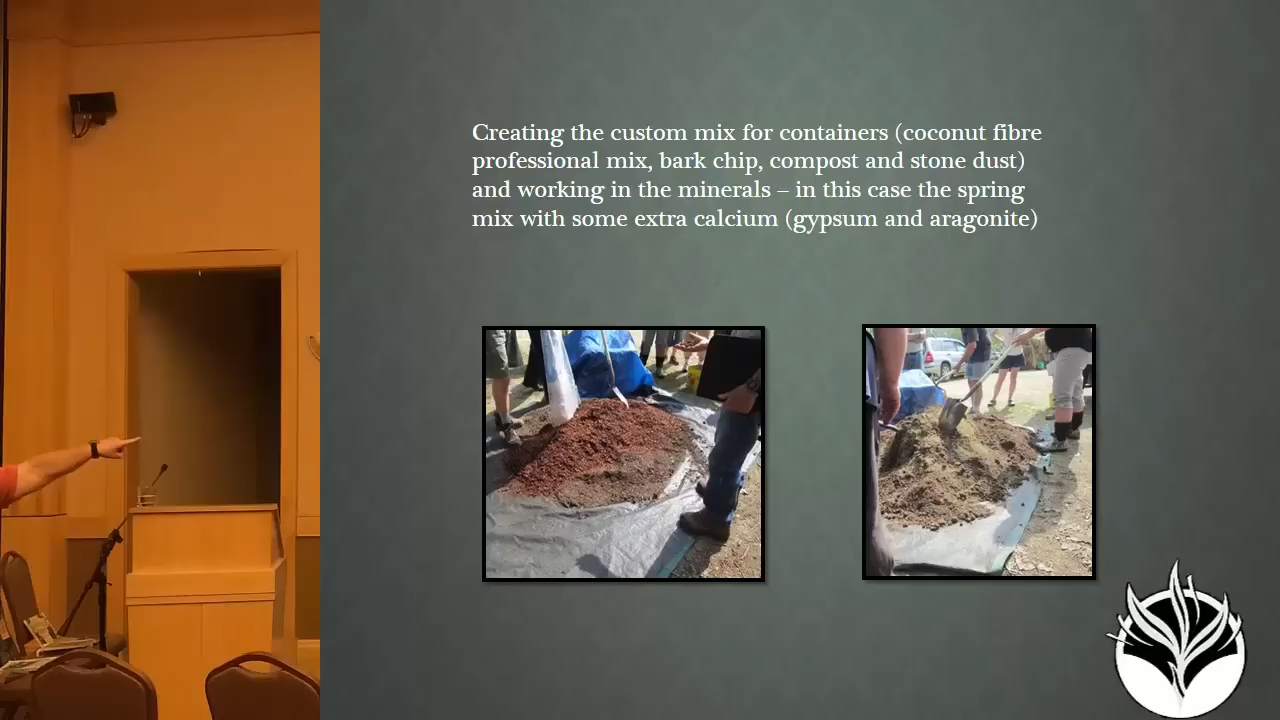 Creating the custom mix for containers (coconut fibre
professional mix, bark chip, compost and stone dust)
and working in the minerals – in this case the spring
mix with some extra calcium (gypsum and aragonite)